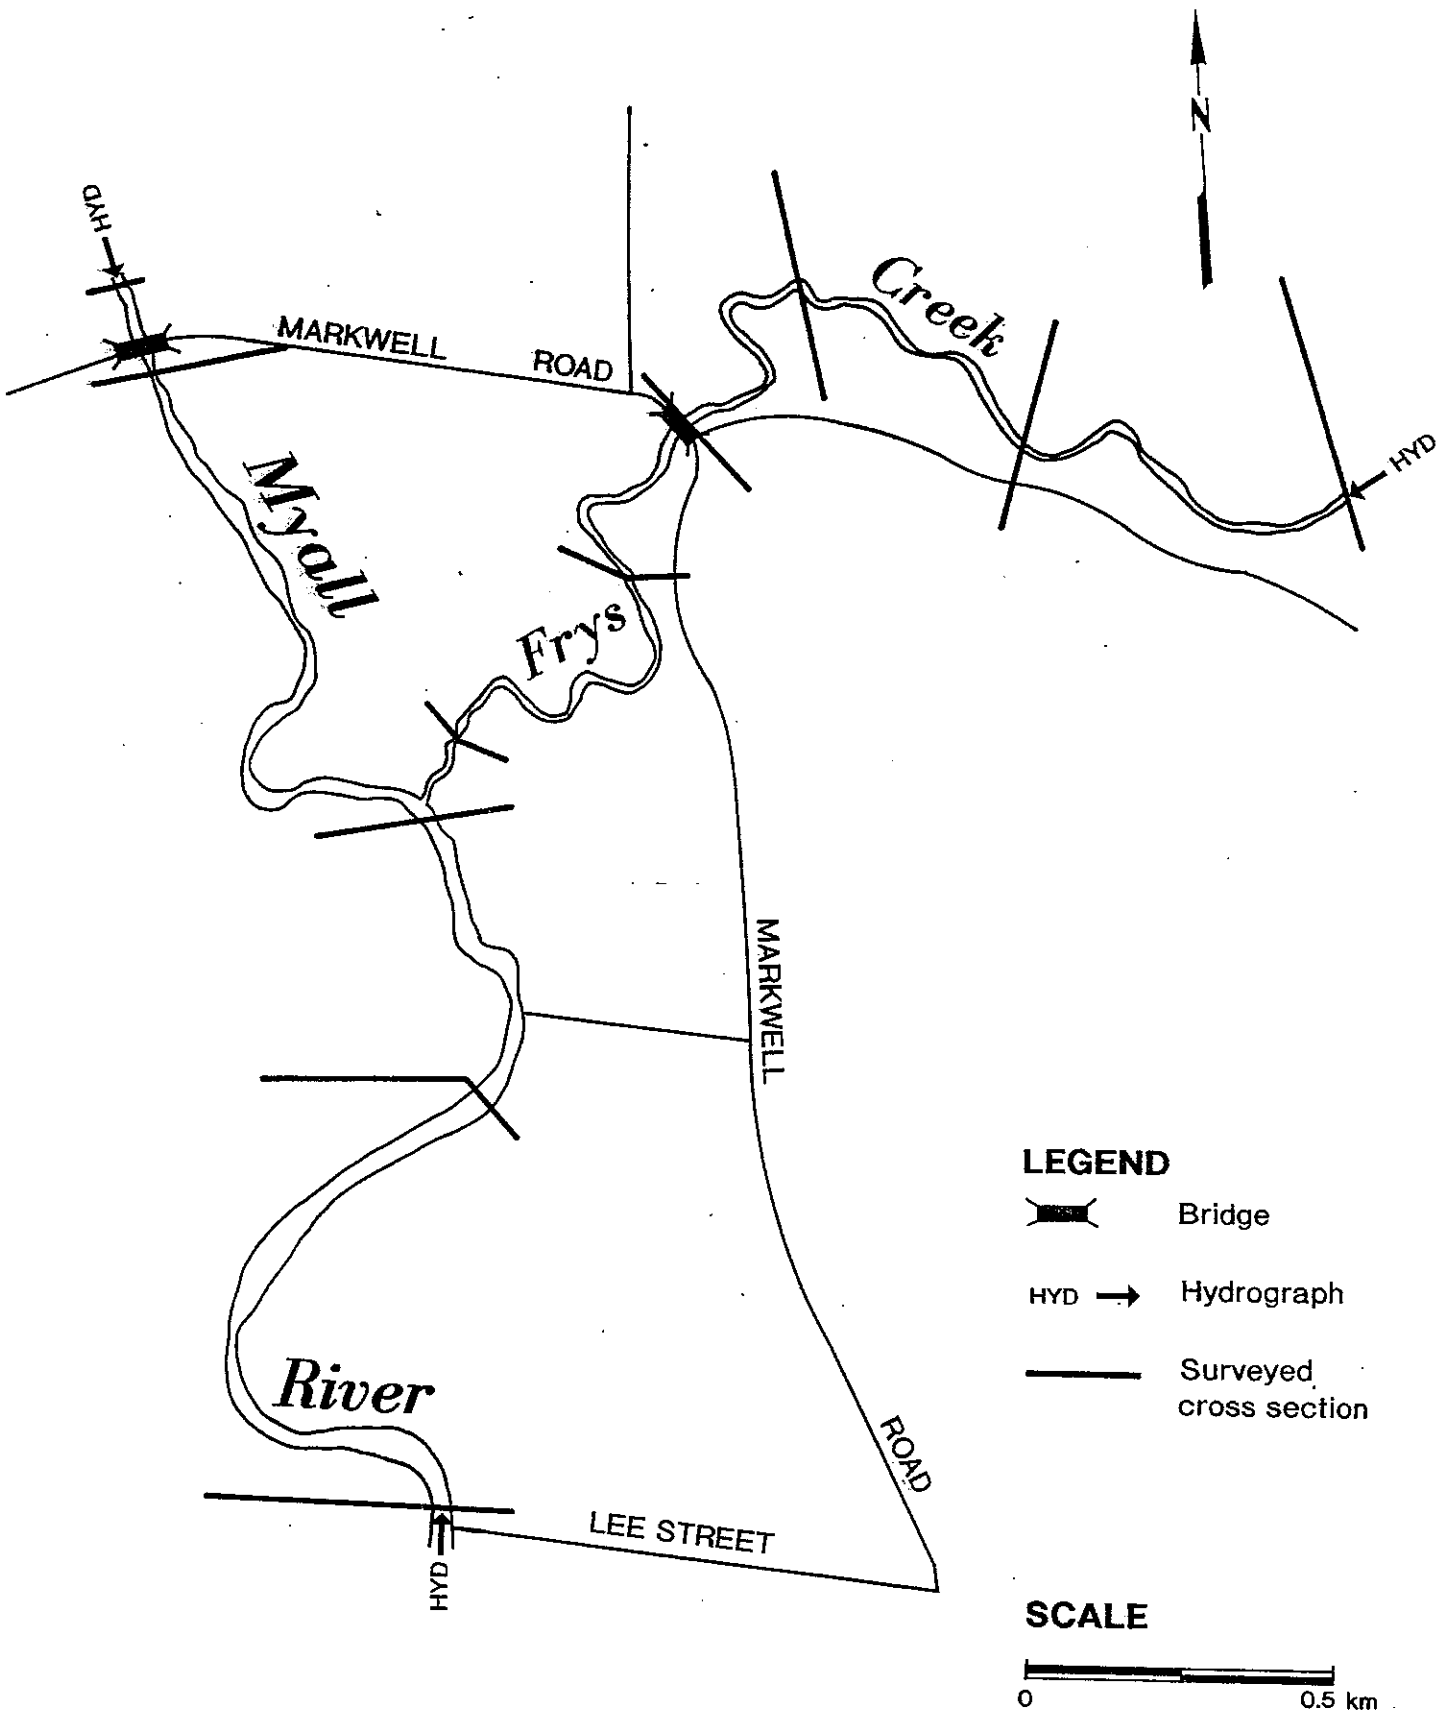 N
HYD
Creek
MARKWELL
ROAD
HYD
Myall
Frys
MARKWELL
LEGEND
Bridge
HYD
Hydrograph
Surveyed
cross section
River
ROAD
LEE STREET
HYD
SCALE
0
0.5 km